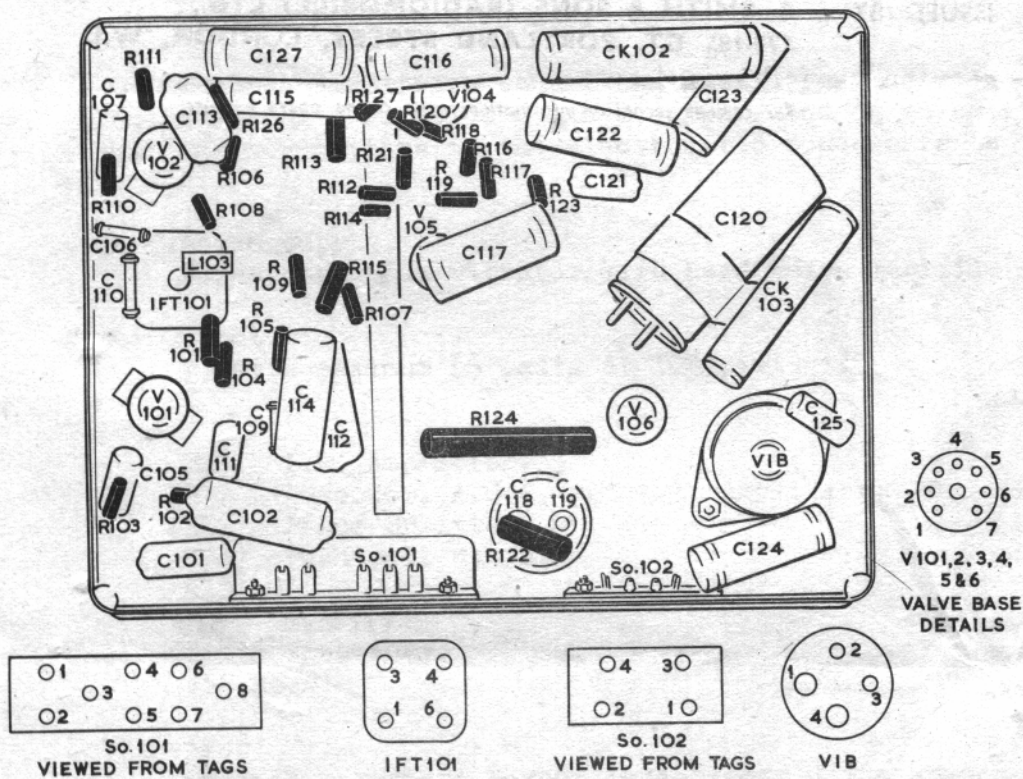 C127
C116
CK102
R111
C
107
C113
C115
R127
R120
V104
C123
R126
R118
C122
V
102
R106
R113
R121
R116
R
119
R117
C121
R110
R108
R112
R114
R
123
V
105
C117
C120
C106
L103
C
110
IFT101
R
109
R115
R107
CK
103
R
105
R
101
R
104
V
101
C
109
C
114
C
112
R124
V
106
C
125
VIB
C
111
C105
R103
R
102
C102
C101
C
118
C
119
R122
C124
So.101
So.102
4
3 5
2 6
1 7
V101,2,3,4,
5&6
VALVE BASE
DETAILS
1 4 6
3 8
2 5 7
So.101
VIEWED FROM TAGS
3 4
1 6
IFT101
4 3
2 1
So.102
VIEWED FROM TAGS
2
1 3
4
VIB